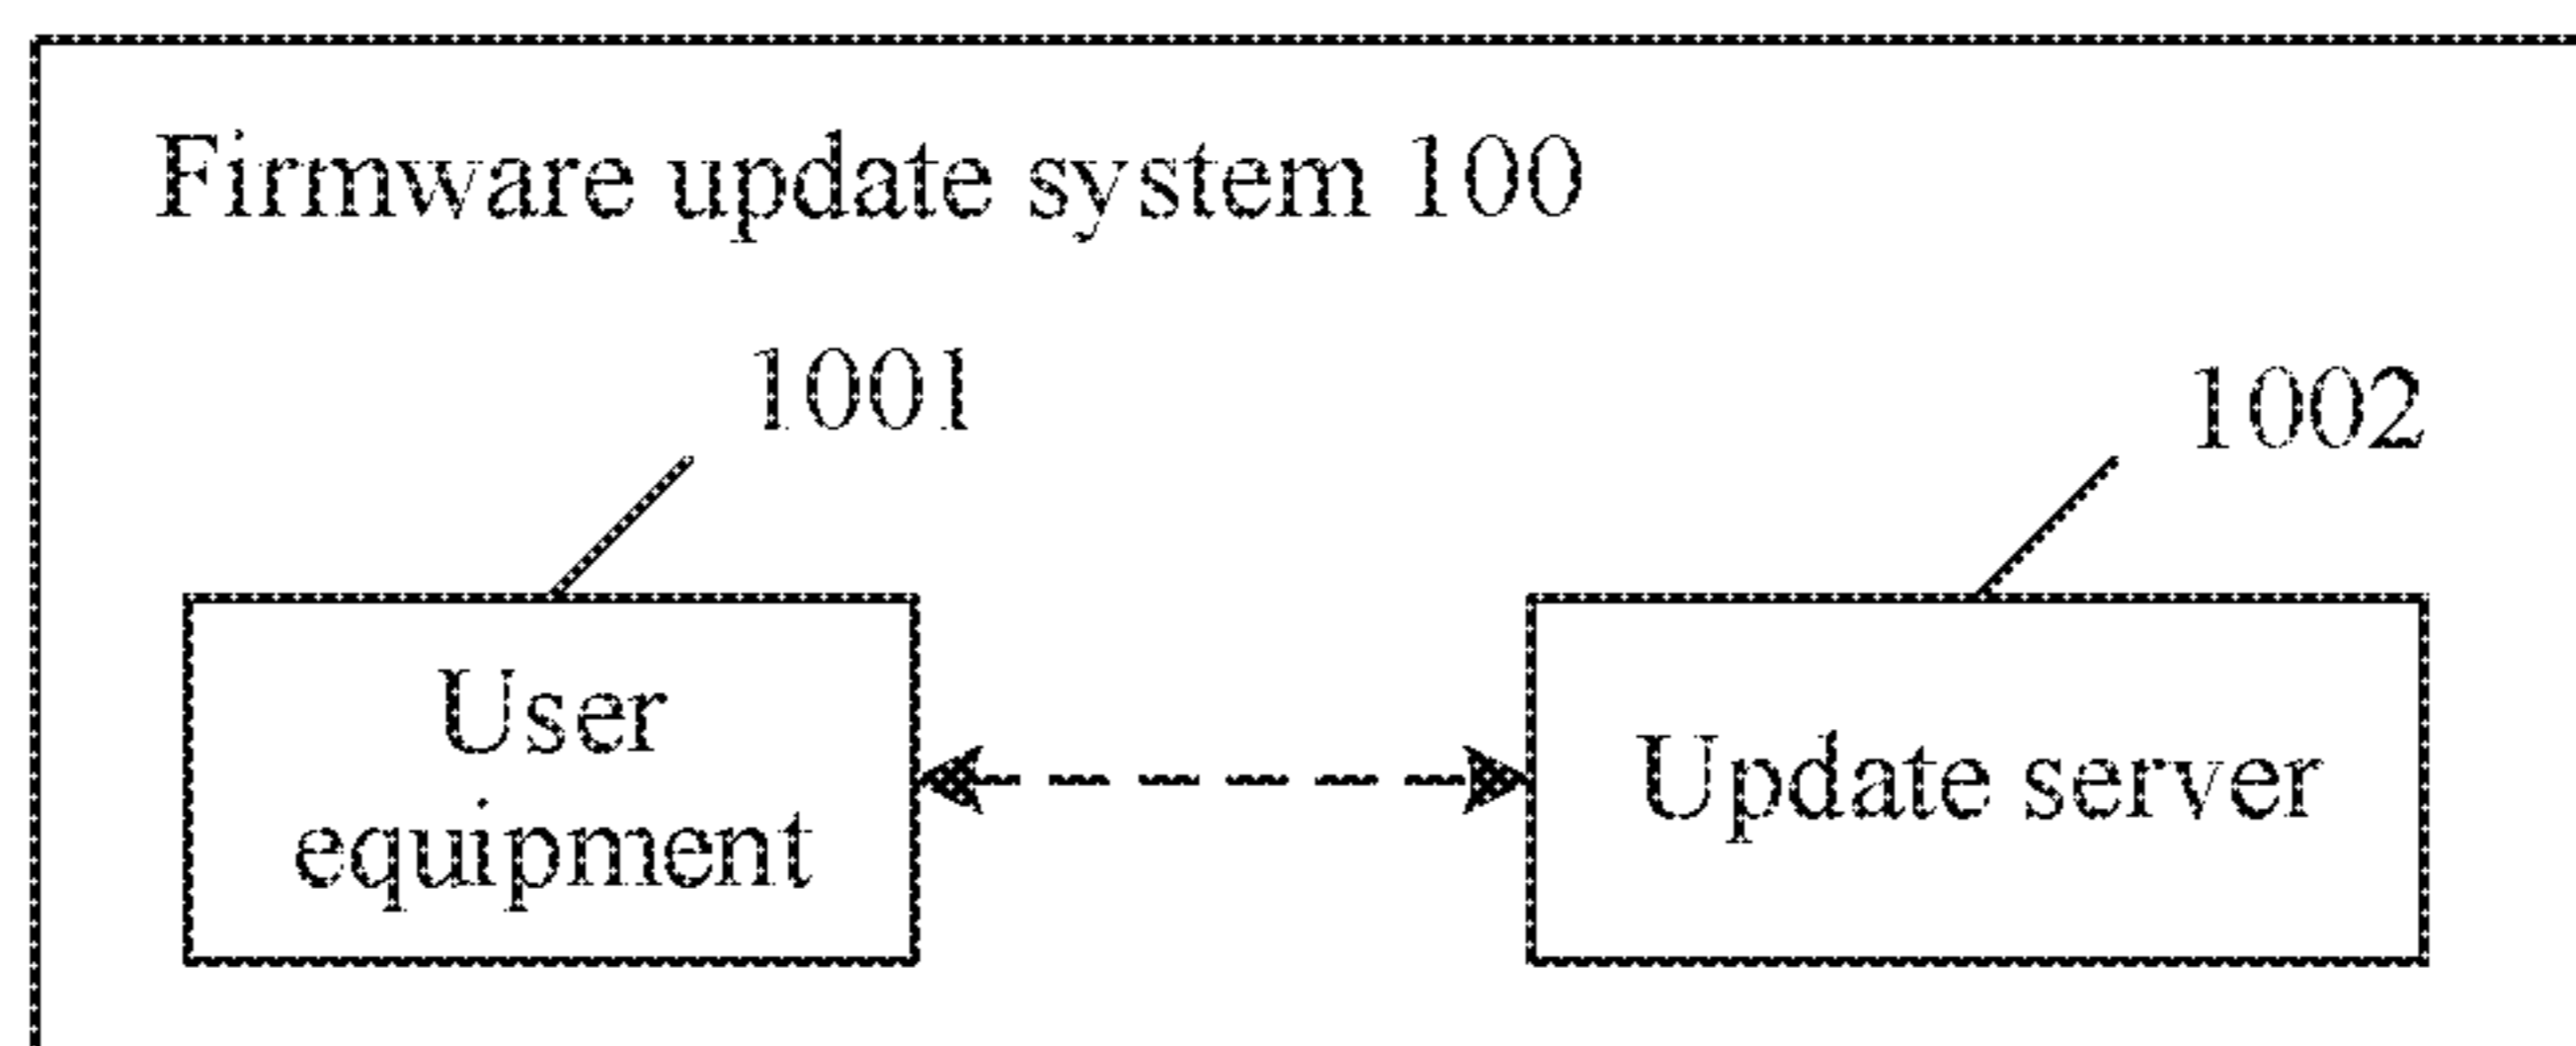 Firmware update system 100
1001
1002
User
equipment
Update server